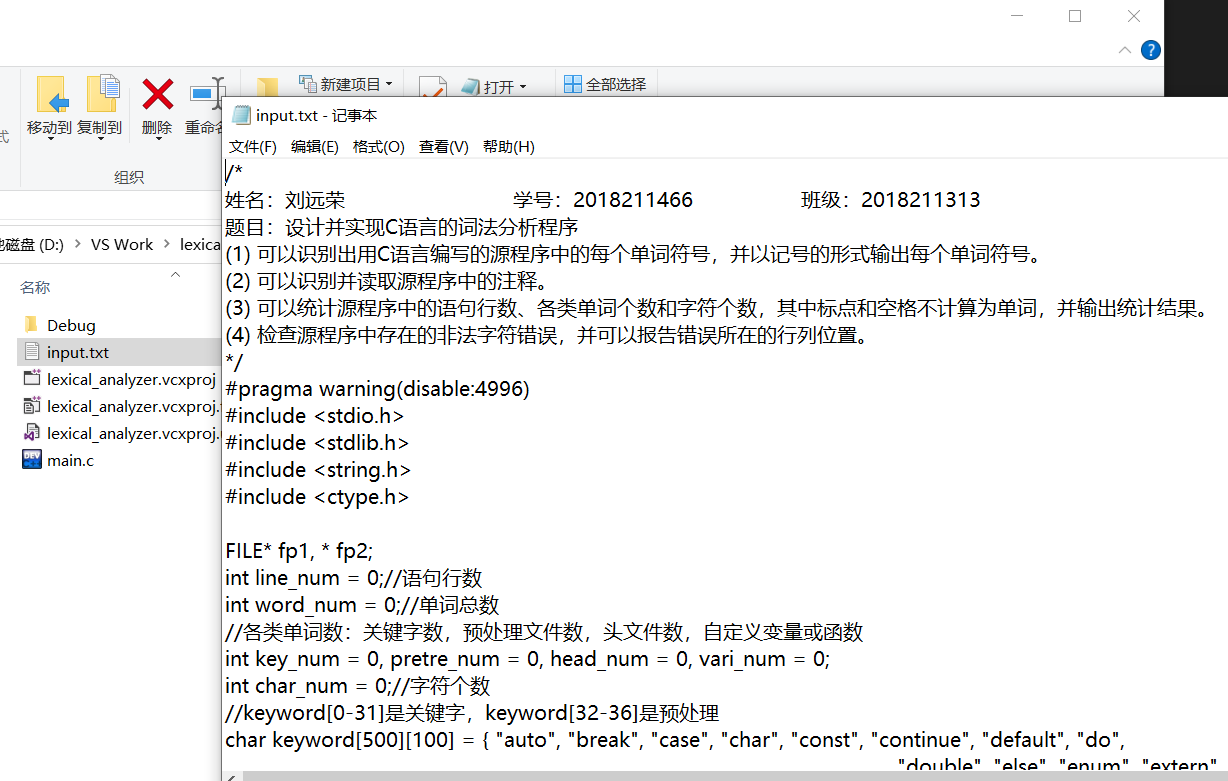 新建项目
打开
全部选择
移动到
复制到
删除
组织
input.txt - 记事本
文件(F) 编辑(E) 格式(O) 查看(V) 帮助(H)
磁盘 (D:) > VS Work >
名称
Debug
input.txt
lexical_analyzer.vcxproj
lexical_analyzer.vcxproj.
lexical_analyzer.vcxproj.
main.c
/*
姓名：刘远荣 学号：2018211466 班级：2018211313
题目：设计并实现C语言的词法分析程序
(1) 可以识别出用C语言编写的源程序中的每个单词符号，并以记号的形式输出每个单词符号。
(2) 可以识别并读取源程序中的注释。
(3) 可以统计源程序中的语句行数、各类单词个数和字符个数，其中标点和空格不计算为单词，并输出统计结果。
(4) 检查源程序中存在的非法字符错误，并可以报告错误所在的行列位置。
*/
#pragma warning(disable:4996)
#include <stdio.h>
#include <stdlib.h>
#include <string.h>
#include <ctype.h>
FILE* fp1, * fp2;
int line_num = 0;//语句行数
int word_num = 0;//单词总数
//各类单词数：关键字数，预处理文件数，头文件数，自定义变量或函数
int key_num = 0, pretre_num = 0, head_num = 0, vari_num = 0;
int char_num = 0;//字符个数
//keyword[0-31]是关键字，keyword[32-36]是预处理
char keyword[500][100] = { "auto", "break", "case", "char", "const", "continue", "default", "do",
"double", "else", "enum", "extern"